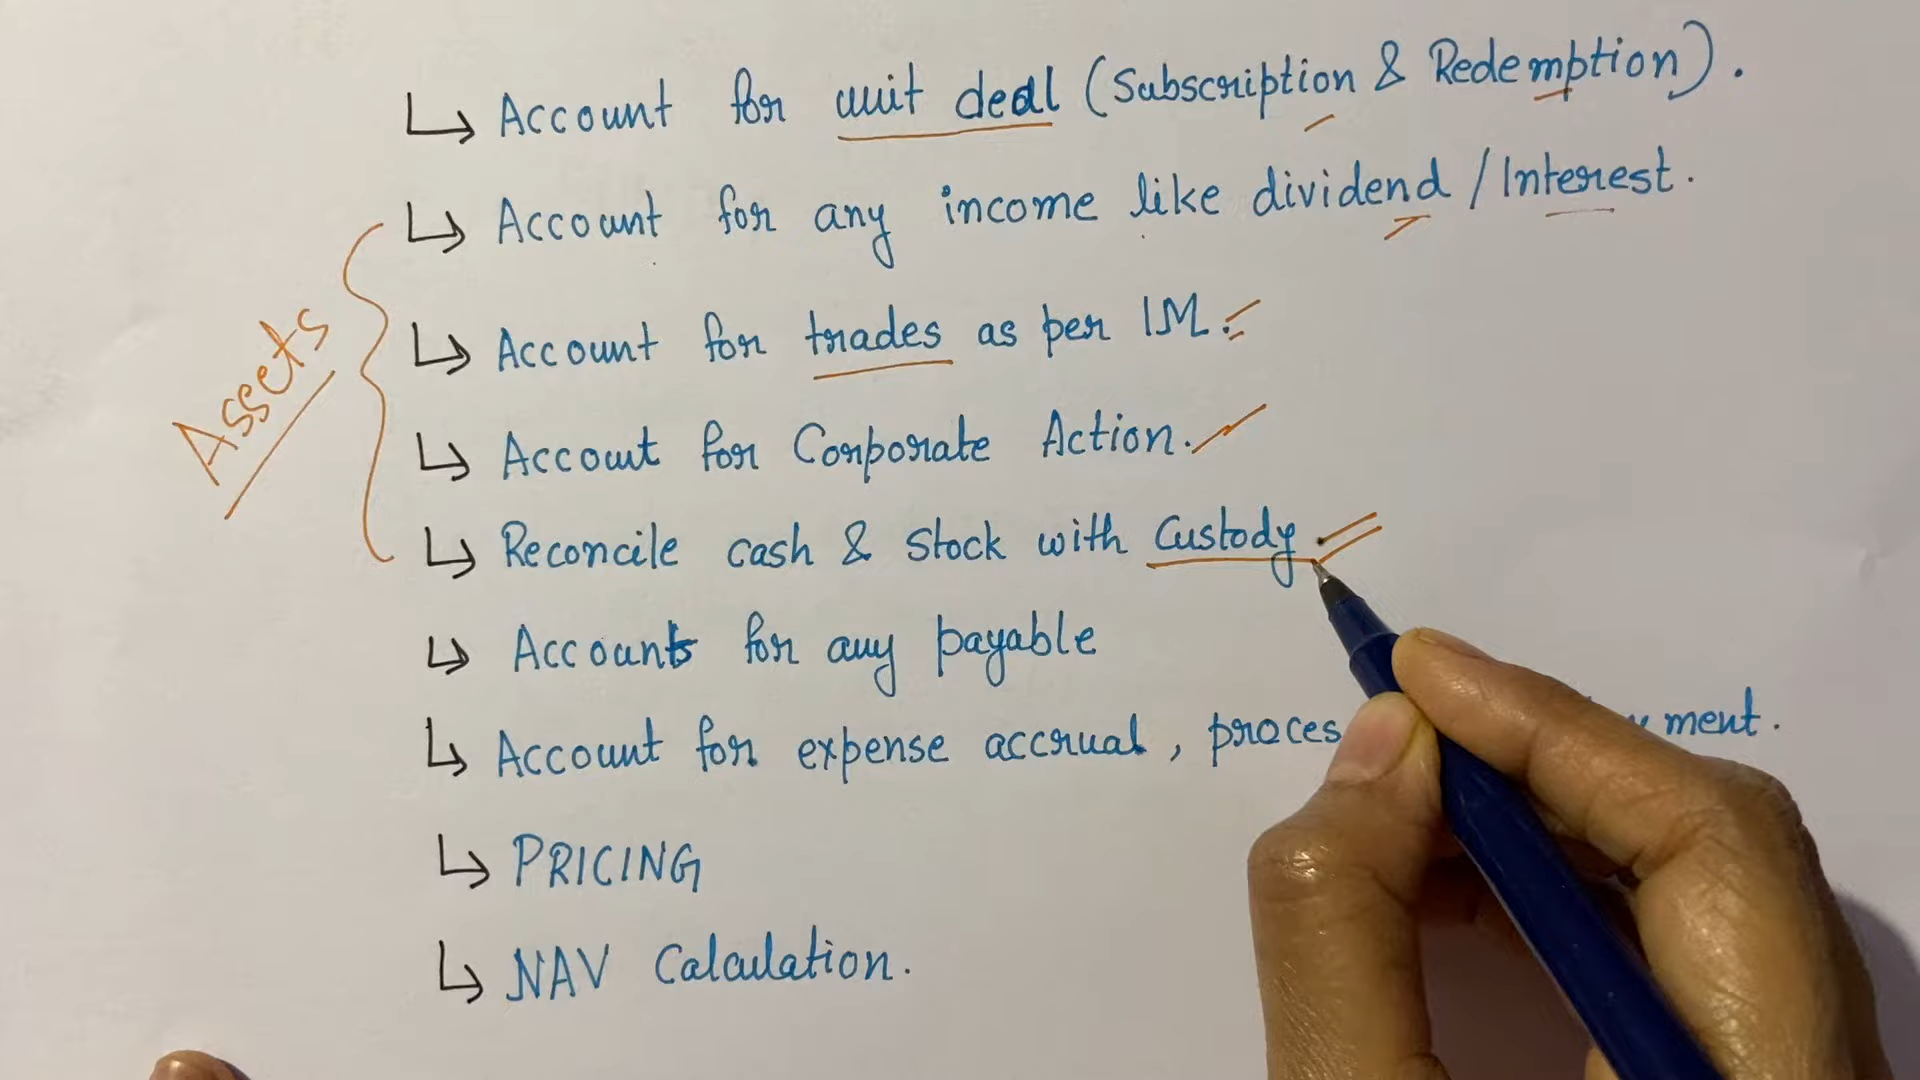 ↳ Account for unit deal (Subscription & Redemption).
↳ Account for any income like dividend / Interest.
Assets
↳ Account for trades as per IM.
↳ Account for Corporate Action.
↳ Reconcile cash & stock with Custody.
↳ Accounts for any payable
↳ Account for expense accrual, ment.
↳ PRICING
↳ NAV Calculation.